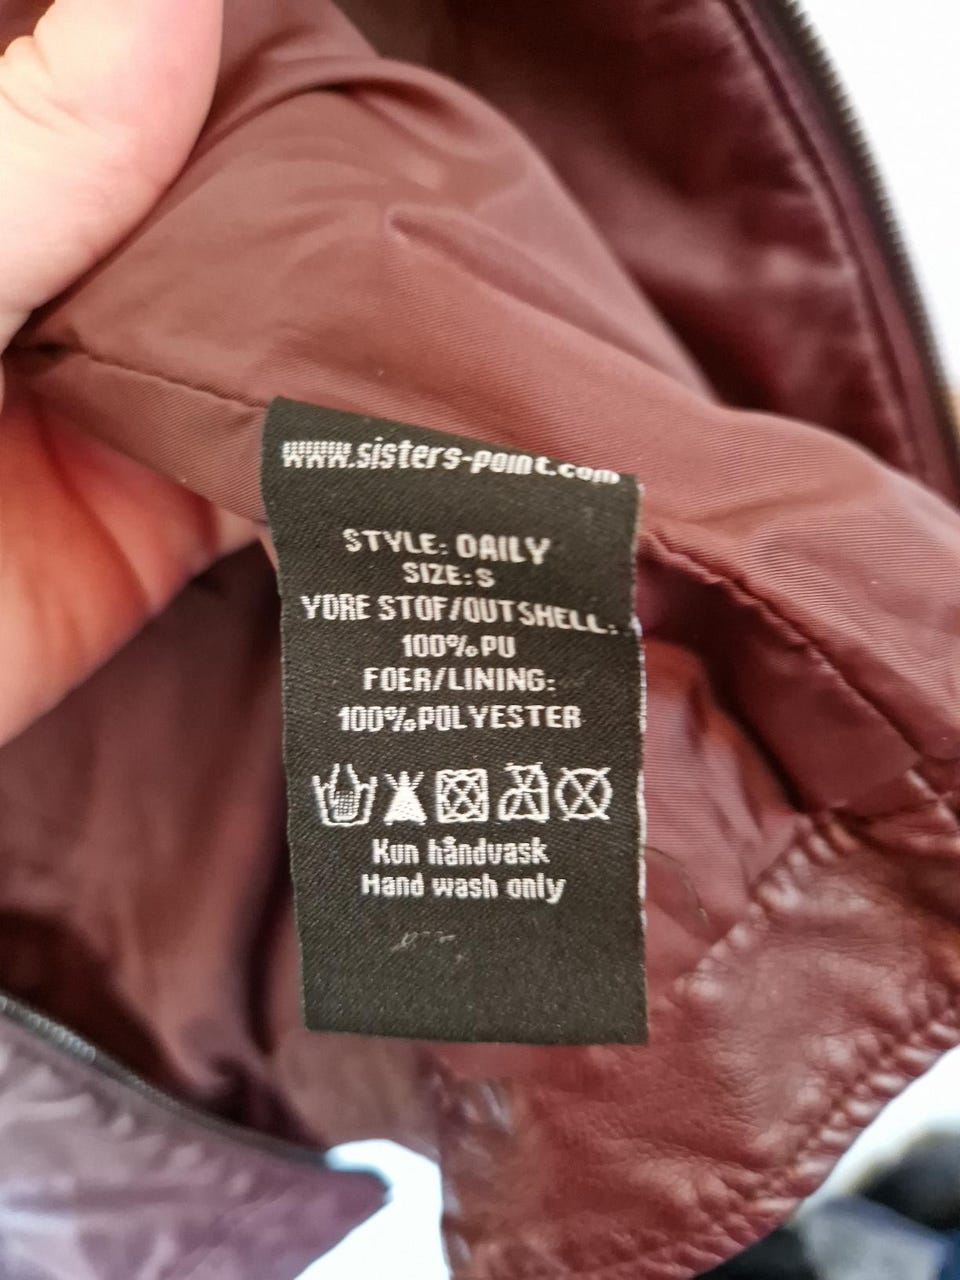 www.sisters-point.com
STYLE: DAILY
SIZE: S
YDRE STOF/OUTSHELL:
100% PU
FOER/LINING:
100% POLYESTER
Kun håndvask
Hand wash only